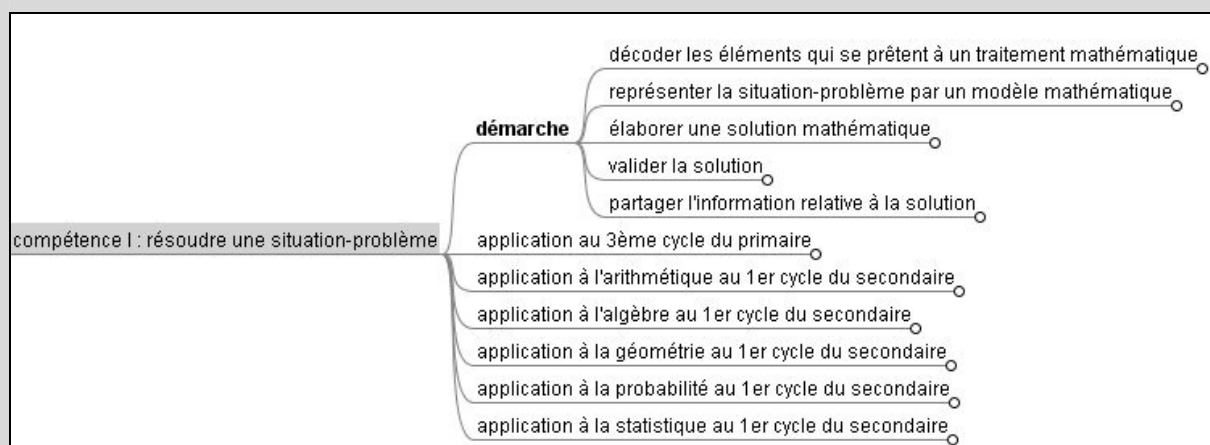 décoder les éléments qui se prêtent à un traitement mathématique
représenter la situation-problème par un modèle mathématique
démarche
élaborer une solution mathématique
valider la solution
partager l'information relative à la solution
compétence I : résoudre une situation-problème
application au 3ème cycle du primaire
application à l'arithmétique au 1er cycle du secondaire
application à l'algèbre au 1er cycle du secondaire
application à la géométrie au 1er cycle du secondaire
application à la probabilité au 1er cycle du secondaire
application à la statistique au 1er cycle du secondaire